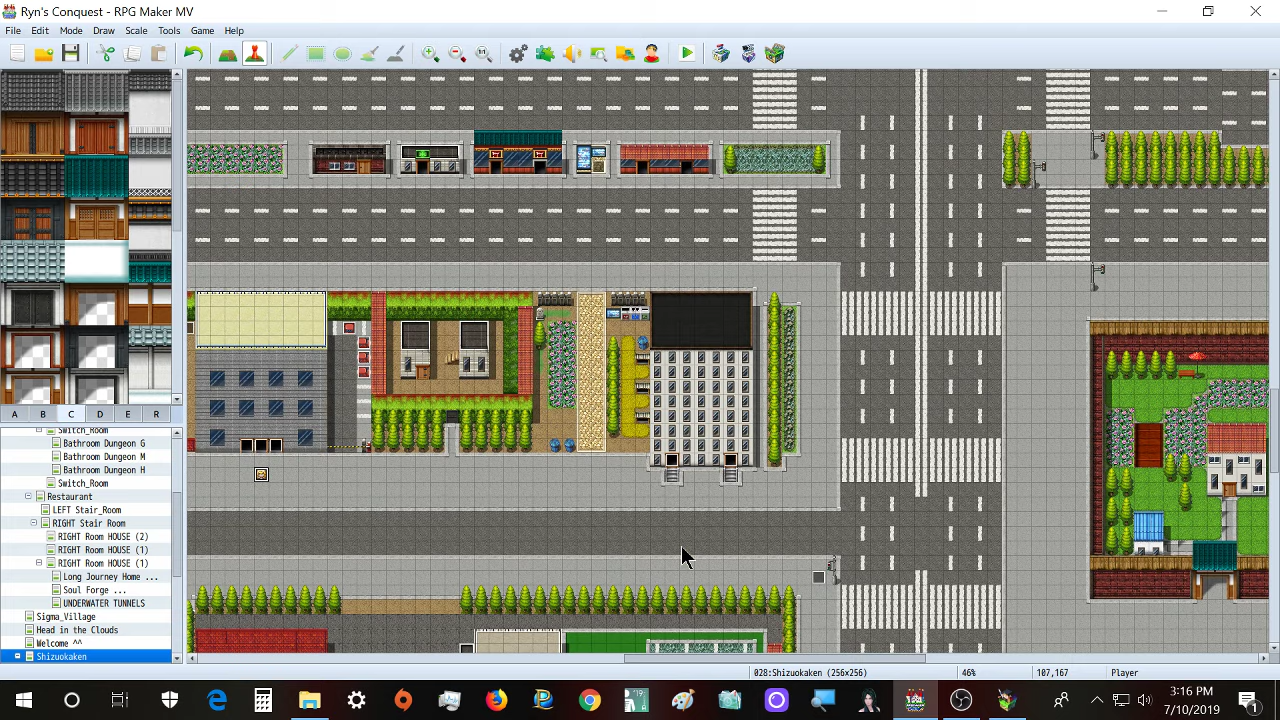 Ryn's Conquest - RPG Maker MV
File Edit Mode Draw Scale Tools Game Help
A B C D E R
Switch_Room
Bathroom Dungeon G
Bathroom Dungeon M
Bathroom Dungeon H
Switch_Room
Restaurant
LEFT Stair_Room
RIGHT Stair Room
RIGHT Room HOUSE (2)
RIGHT Room HOUSE (1)
RIGHT Room HOUSE (1)
Long Journey Home ...
Soul Forge ...
UNDERWATER TUNNELS
Sigma_Village
Head in the Clouds
Welcome ^^
Shizuokaken
028:Shizuokaken (256x256) 46% 107,167 Player
3:16 PM
7/10/2019